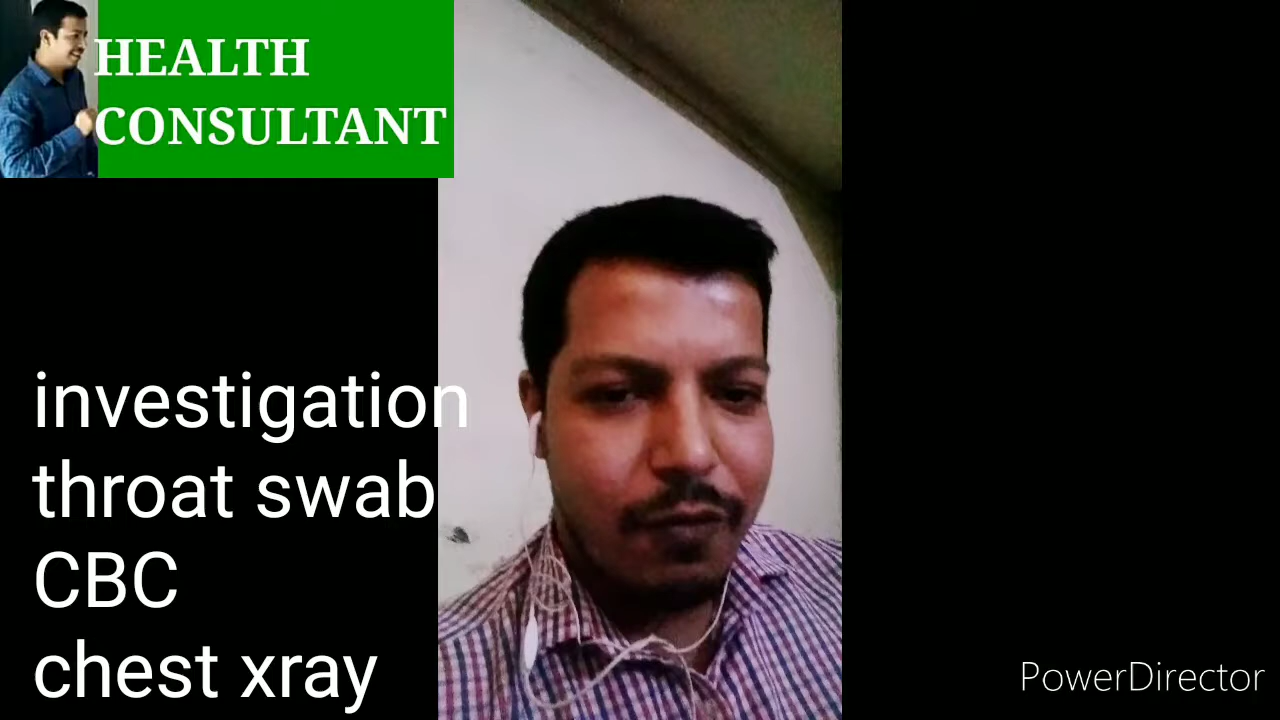 HEALTH
CONSULTANT
investigation
throat swab
CBC
chest xray
PowerDirector